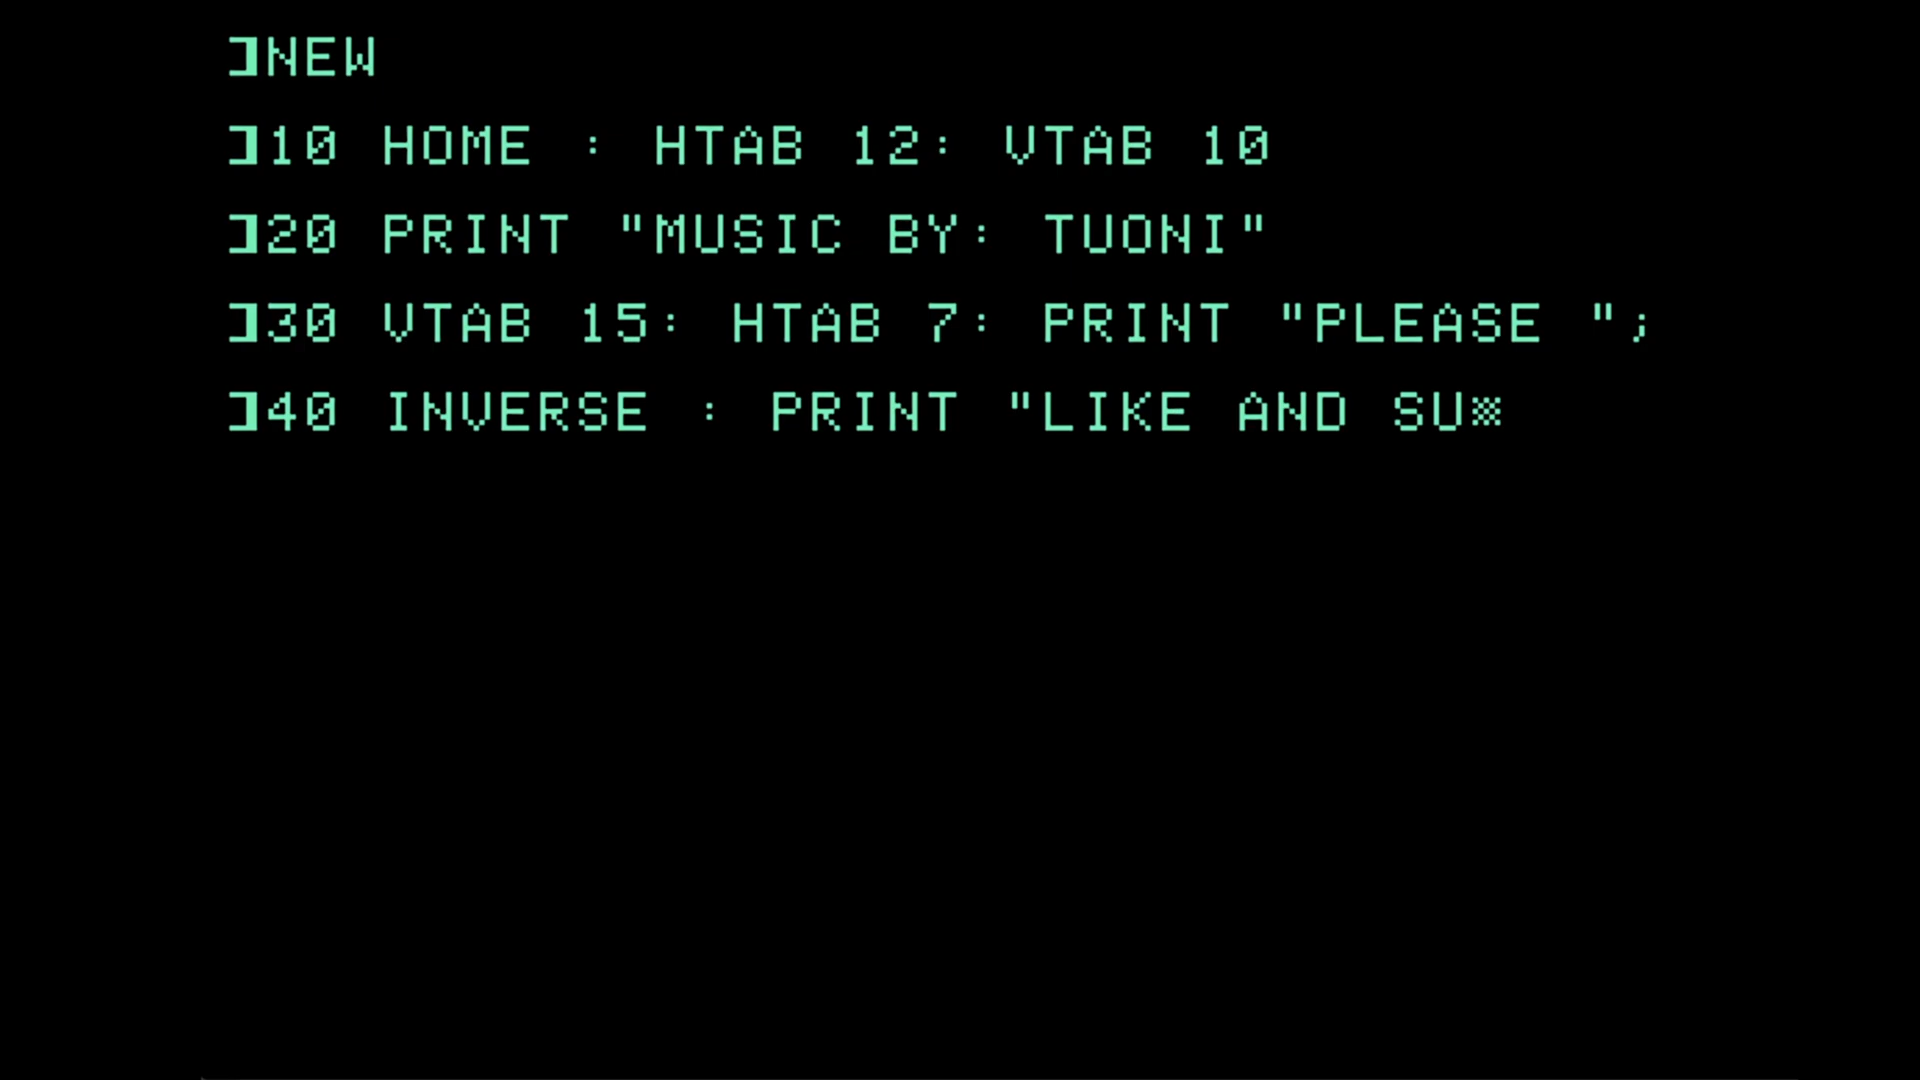 ]NEW
]10 HOME : HTAB 12: VTAB 10
]20 PRINT "MUSIC BY: TUONI"
]30 VTAB 15: HTAB 7: PRINT "PLEASE ";
]40 INVERSE : PRINT "LIKE AND SU